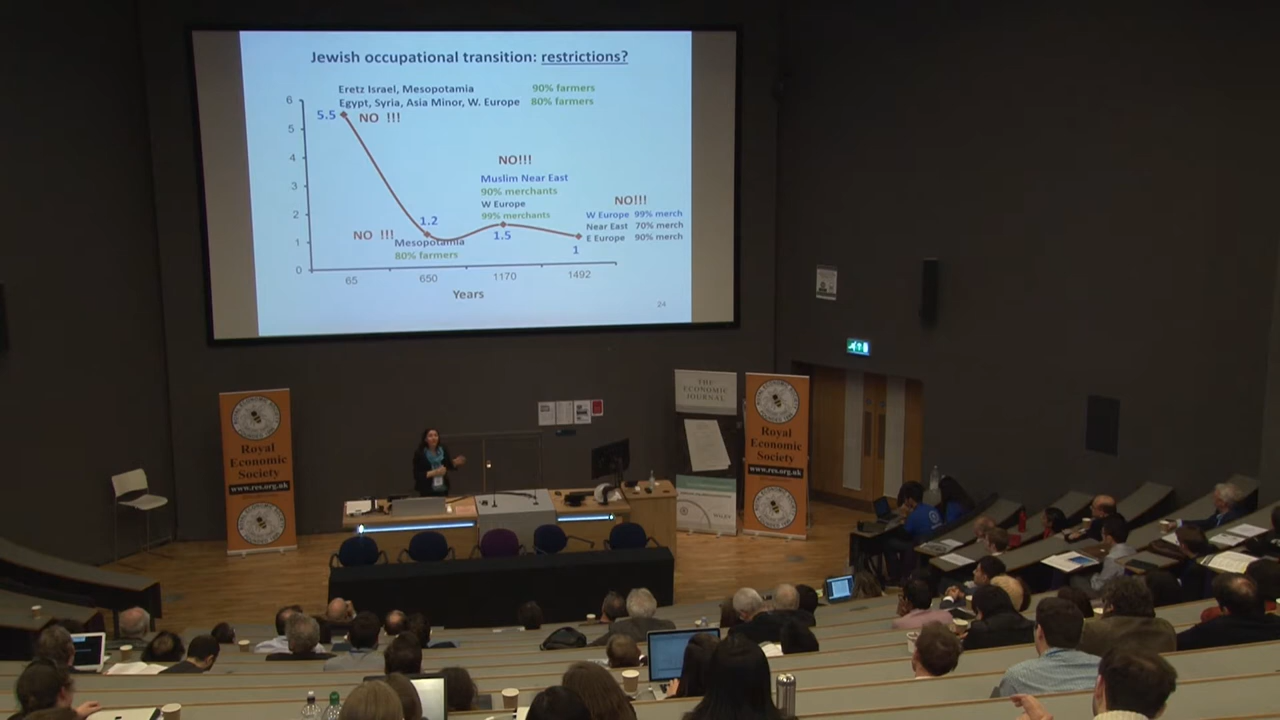 Jewish occupational transition: restrictions?
Eretz Israel, Mesopotamia 90% farmers
Egypt, Syria, Asia Minor, W. Europe 80% farmers
6
5.5 NO !!!
5
4
NO!!!
3
Muslim Near East
90% merchants
NO!!!
W Europe
2
99% merchants
W Europe 99% merch
1.2
Near East 70% merch
NO !!!
1.5
E Europe 90% merch
1
Mesopotamia
1
80% farmers
0
65 650 1170 1492
Years
24
THE
ECONOMIC
JOURNAL
Royal
Economic
Society
www.res.org.uk
Royal
Economic
Society
www.res.org.uk